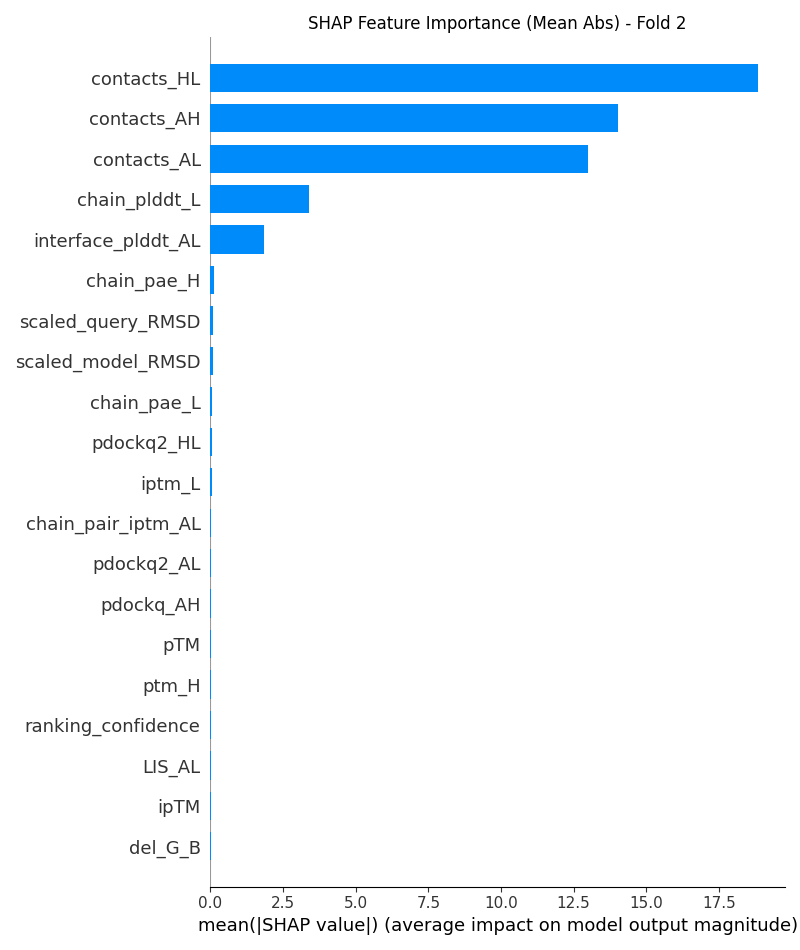 SHAP Feature Importance (Mean Abs) - Fold 2
contacts_HL
contacts_AH
contacts_AL
chain_plddt_L
interface_plddt_AL
chain_pae_H
scaled_query_RMSD
scaled_model_RMSD
chain_pae_L
pdockq2_HL
iptm_L
chain_pair_iptm_AL
pdockq2_AL
pdockq_AH
pTM
ptm_H
ranking_confidence
LIS_AL
ipTM
del_G_B
0.0 2.5 5.0 7.5 10.0 12.5 15.0 17.5
mean(|SHAP value|) (average impact on model output magnitude)